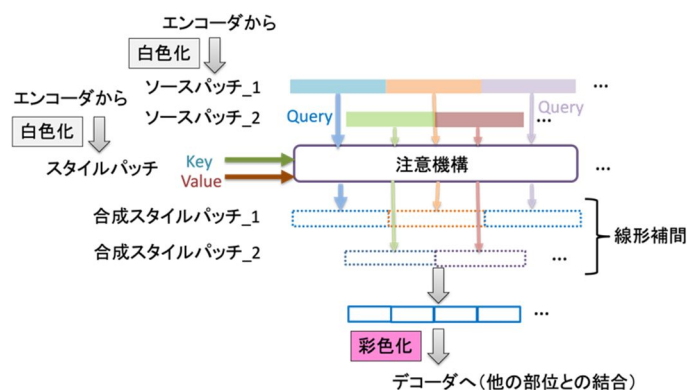 エンコーダから
白色化
ソースパッチ_1
...
エンコーダから
ソースパッチ_2
Query
Query
...
白色化
スタイルパッチ
Key
Value
注意機構
...
合成スタイルパッチ_1
線形補間
合成スタイルパッチ_2
...
...
彩色化
デコーダへ(他の部位との結合)